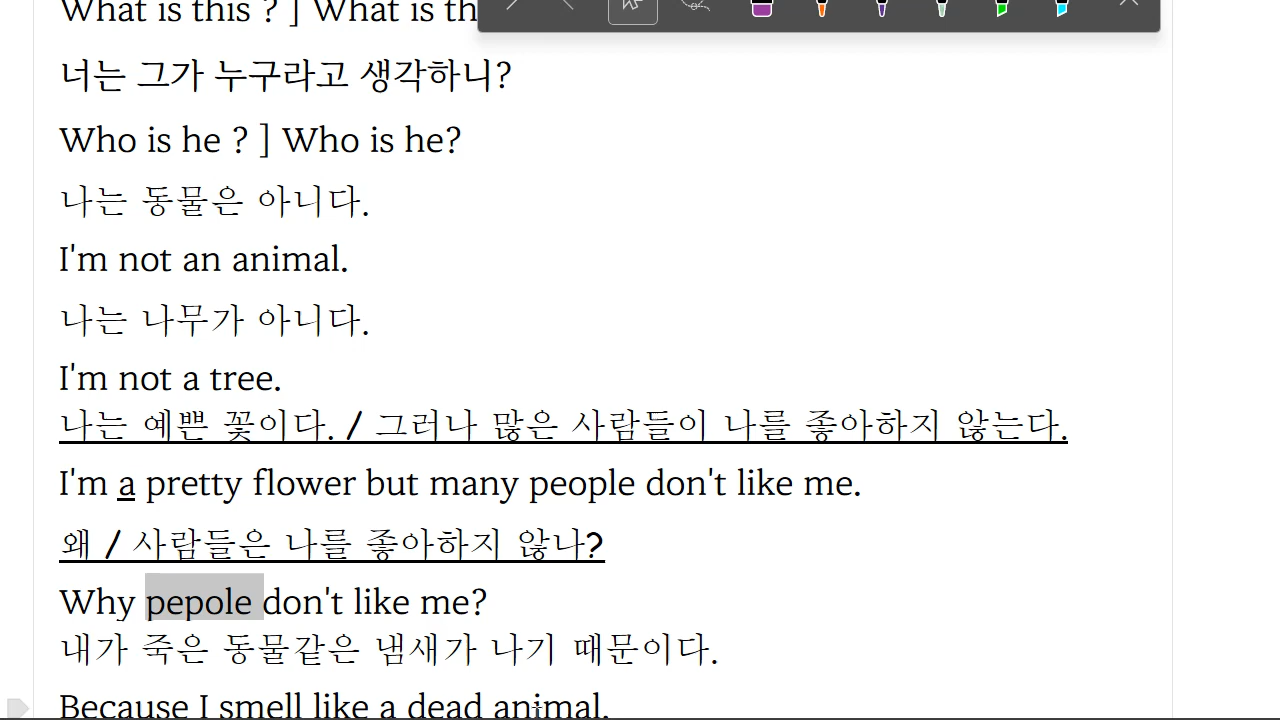 What is this ? ] What is th
너는 그가 누구라고 생각하니?
Who is he ? ] Who is he?
나는 동물은 아니다.
I'm not an animal.
나는 나무가 아니다.
I'm not a tree.
나는 예쁜 꽃이다. / 그러나 많은 사람들이 나를 좋아하지 않는다.
I'm a pretty flower but many people don't like me.
왜 / 사람들은 나를 좋아하지 않나?
Why pepole don't like me?
내가 죽은 동물같은 냄새가 나기 때문이다.
Because I smell like a dead animal.